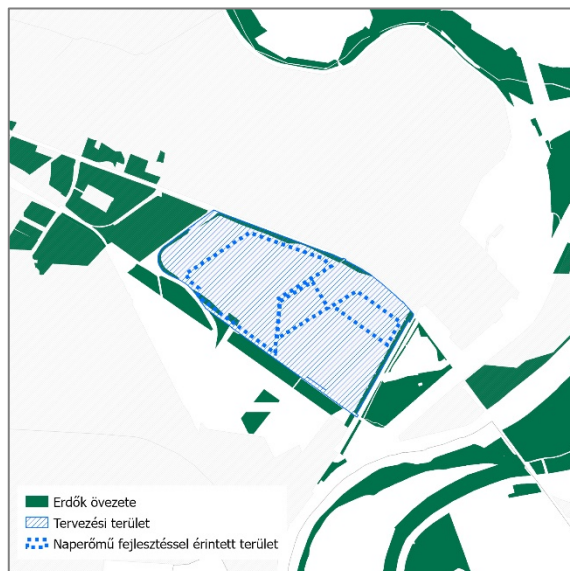 Erdők övezete
Tervezési terület
Naperőmű fejlesztéssel érintett terület